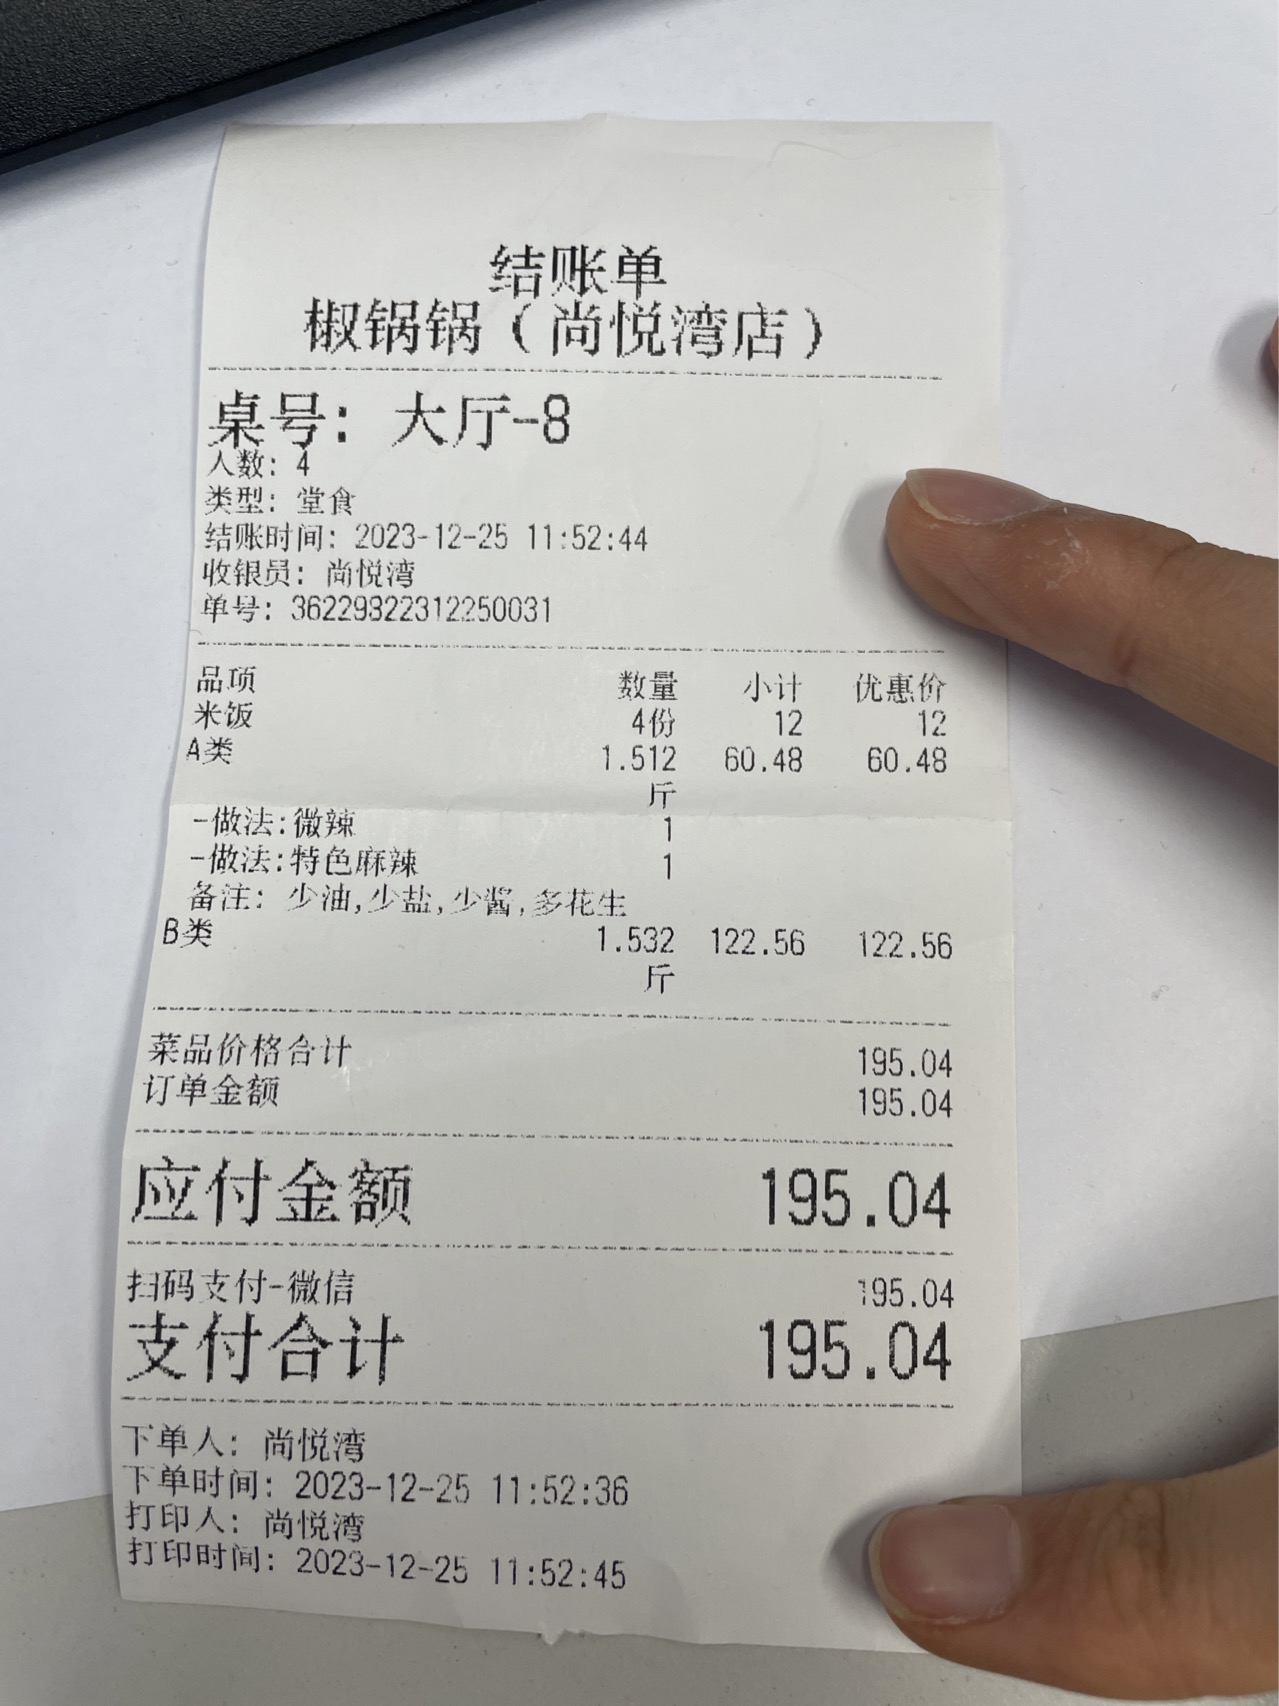 结账单
椒锅锅（尚悦湾店）
桌号: 大厅-8
人数: 4
类型: 堂食
结账时间: 2023-12-25 11:52:44
收银员: 尚悦湾
单号: 36229322312250031
品项 数量 小计 优惠价
米饭 4份 12 12
A类 1.512 60.48 60.48
斤
-做法:微辣 1
-做法:特色麻辣 1
备注: 少油,少盐,少酱,多花生
B类 1.532 122.56 122.56
斤
菜品价格合计 195.04
订单金额 195.04
应付金额 195.04
扫码支付-微信 195.04
支付合计 195.04
下单人: 尚悦湾
下单时间: 2023-12-25 11:52:36
打印人: 尚悦湾
打印时间: 2023-12-25 11:52:45